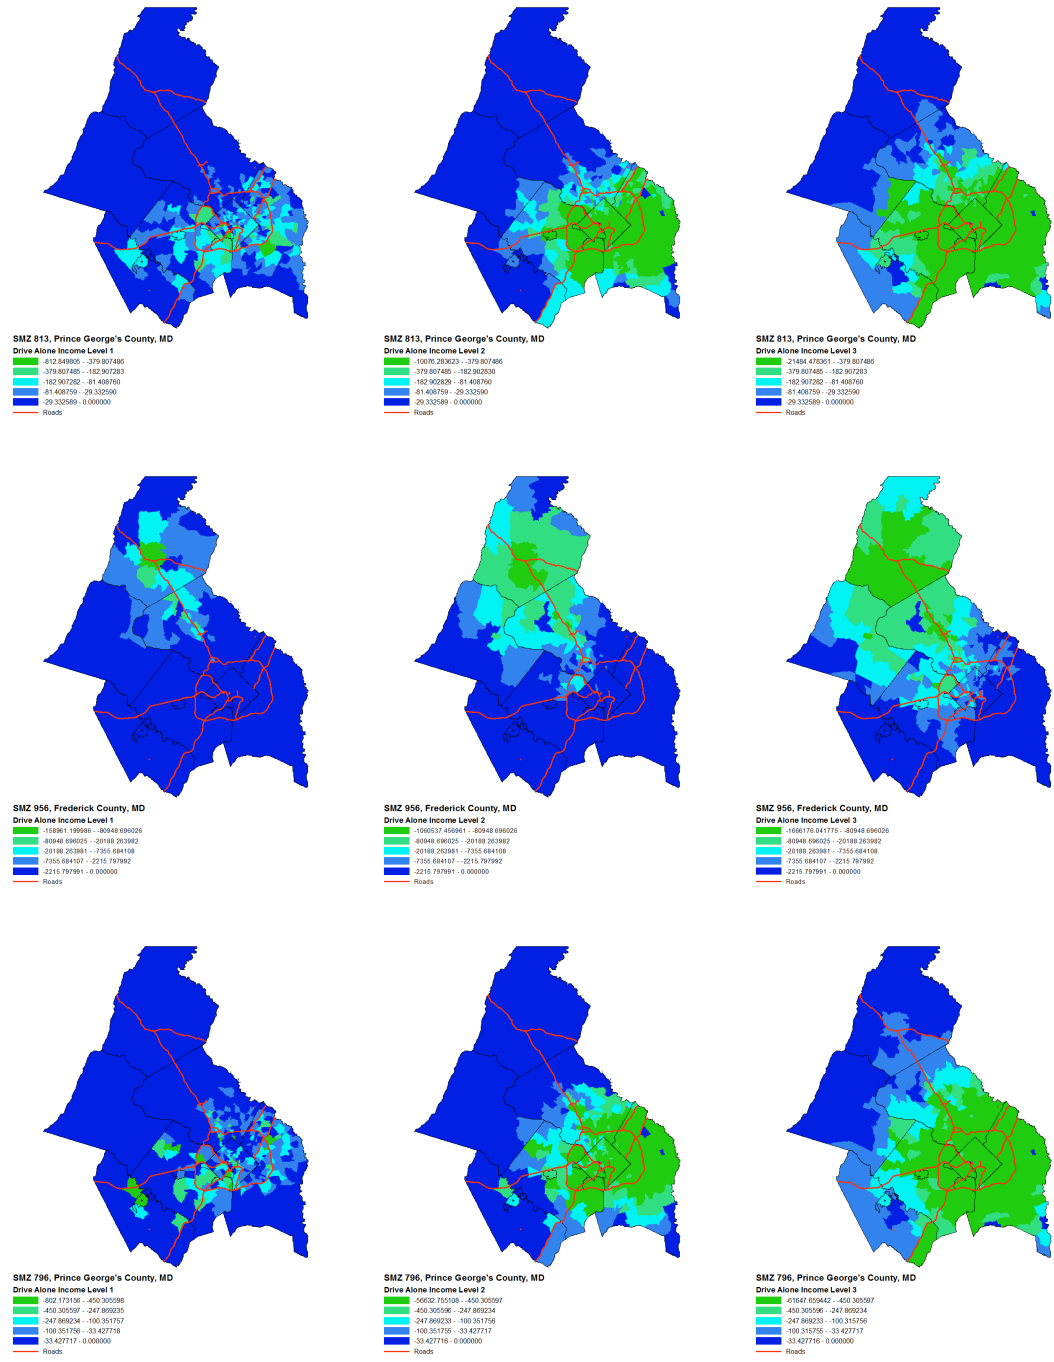 SMZ 813, Prince George's County, MD
Drive Alone Income Level 1
-812.849805 - -379.807486
-379.807485 - -182.907283
-182.907282 - -81.408760
-81.408759 - -29.332590
-29.332589 - 0.000000
Roads
SMZ 813, Prince George's County, MD
Drive Alone Income Level 2
-10076.283623 - -379.807486
-379.807485 - -182.902830
-182.902829 - -81.408760
-81.408759 - -29.332590
-29.332589 - 0.000000
Roads
SMZ 813, Prince George's County, MD
Drive Alone Income Level 3
-21484.478361 - -379.807486
-379.807485 - -182.907283
-182.907282 - -81.408760
-81.408759 - -29.332590
-29.332589 - 0.000000
Roads
SMZ 956, Frederick County, MD
Drive Alone Income Level 1
-158961.199986 - -80948.696026
-80948.696025 - -20188.263982
-20188.263981 - -7355.684108
-7355.684107 - -2215.797992
-2215.797991 - 0.000000
Roads
SMZ 956, Frederick County, MD
Drive Alone Income Level 2
-1060537.456961 - -80948.696026
-80948.696025 - -20188.263982
-20188.263981 - -7355.684108
-7355.684107 - -2215.797992
-2215.797991 - 0.000000
Roads
SMZ 956, Frederick County, MD
Drive Alone Income Level 3
-1666176.041775 - -80948.696026
-80948.696025 - -20188.263982
-20188.263981 - -7355.684108
-7355.684107 - -2215.797992
-2215.797991 - 0.000000
Roads
SMZ 796, Prince George's County, MD
Drive Alone Income Level 1
-802.173156 - -450.305598
-450.305597 - -247.869235
-247.869234 - -100.351757
-100.351756 - -33.427718
-33.427717 - 0.000000
Roads
SMZ 796, Prince George's County, MD
Drive Alone Income Level 2
-56632.755108 - -450.305597
-450.305596 - -247.869234
-247.869233 - -100.351756
-100.351755 - -33.427717
-33.427716 - 0.000000
Roads
SMZ 796, Prince George's County, MD
Drive Alone Income Level 3
-61647.659442 - -450.305597
-450.305596 - -247.869234
-247.869233 - -100.351756
-100.351755 - -33.427717
-33.427716 - 0.000000
Roads